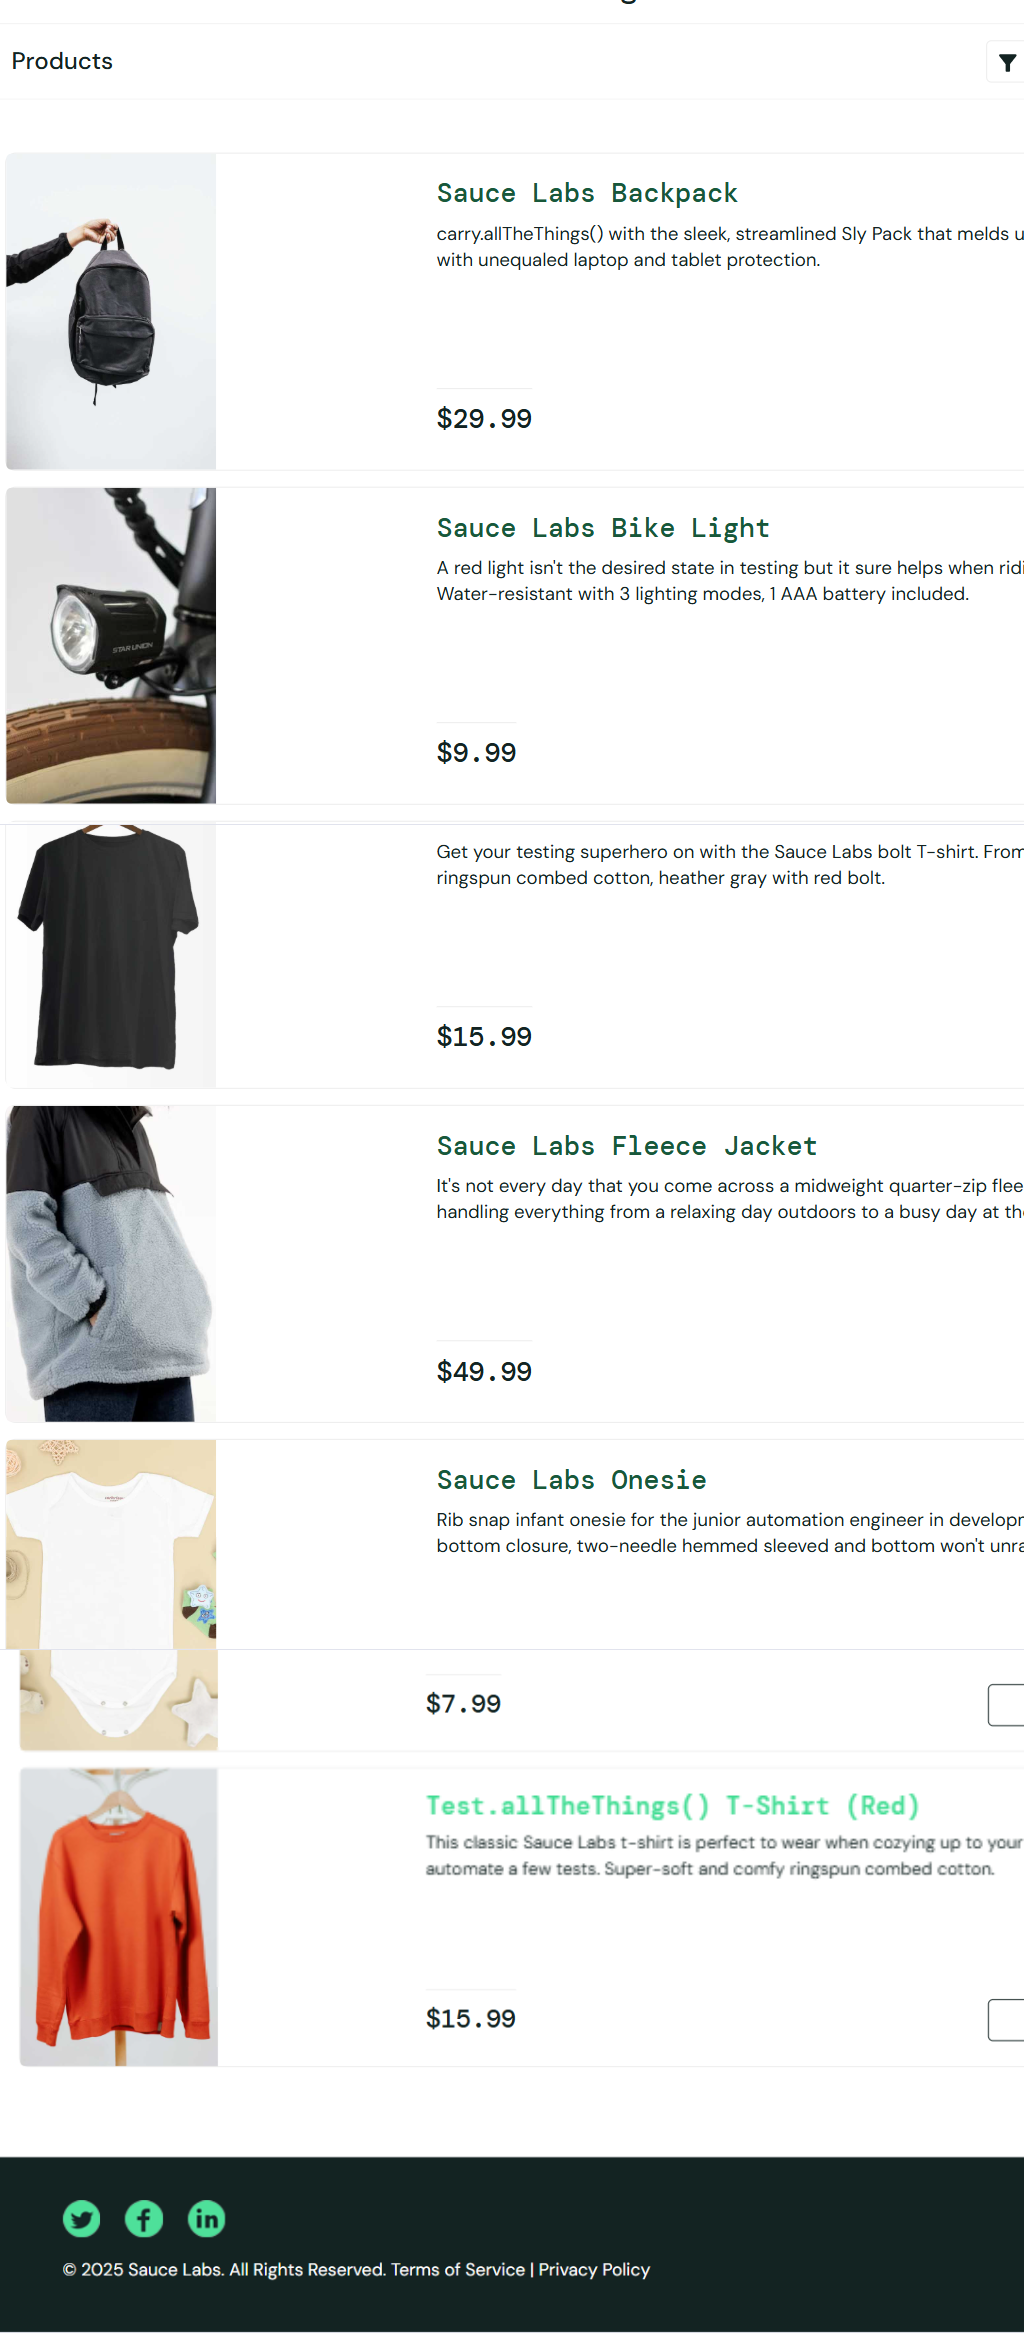 Products
Sauce Labs Backpack
carry.allTheThings() with the sleek, streamlined Sly Pack that melds
with unequaled laptop and tablet protection.
$29.99
Sauce Labs Bike Light
A red light isn't the desired state in testing but it sure helps when
STAR UNION
Water-resistant with 3 lighting modes, 1 AAA battery included.
$9.99
Get your testing superhero on with the Sauce Labs bolt T-shirt. From
ringspun combed cotton, heather gray with red bolt.
$15.99
Sauce Labs Fleece Jacket
It's not every day that you come across a midweight quarter-zip
handling everything from a relaxing day outdoors to a busy day at
$49.99
Sauce Labs Onesie
Rib snap infant onesie for the junior automation engineer in
bottom closure, two-needle hemmed sleeved and bottom won't
$7.99
Test.allTheThings() T-Shirt (Red)
This classic Sauce Labs t-shirt is perfect to wear when cozying up to your
automate a few tests. Super-soft and comfy ringspun combed cotton.
$15.99
© 2025 Sauce Labs. All Rights Reserved. Terms of Service | Privacy Policy